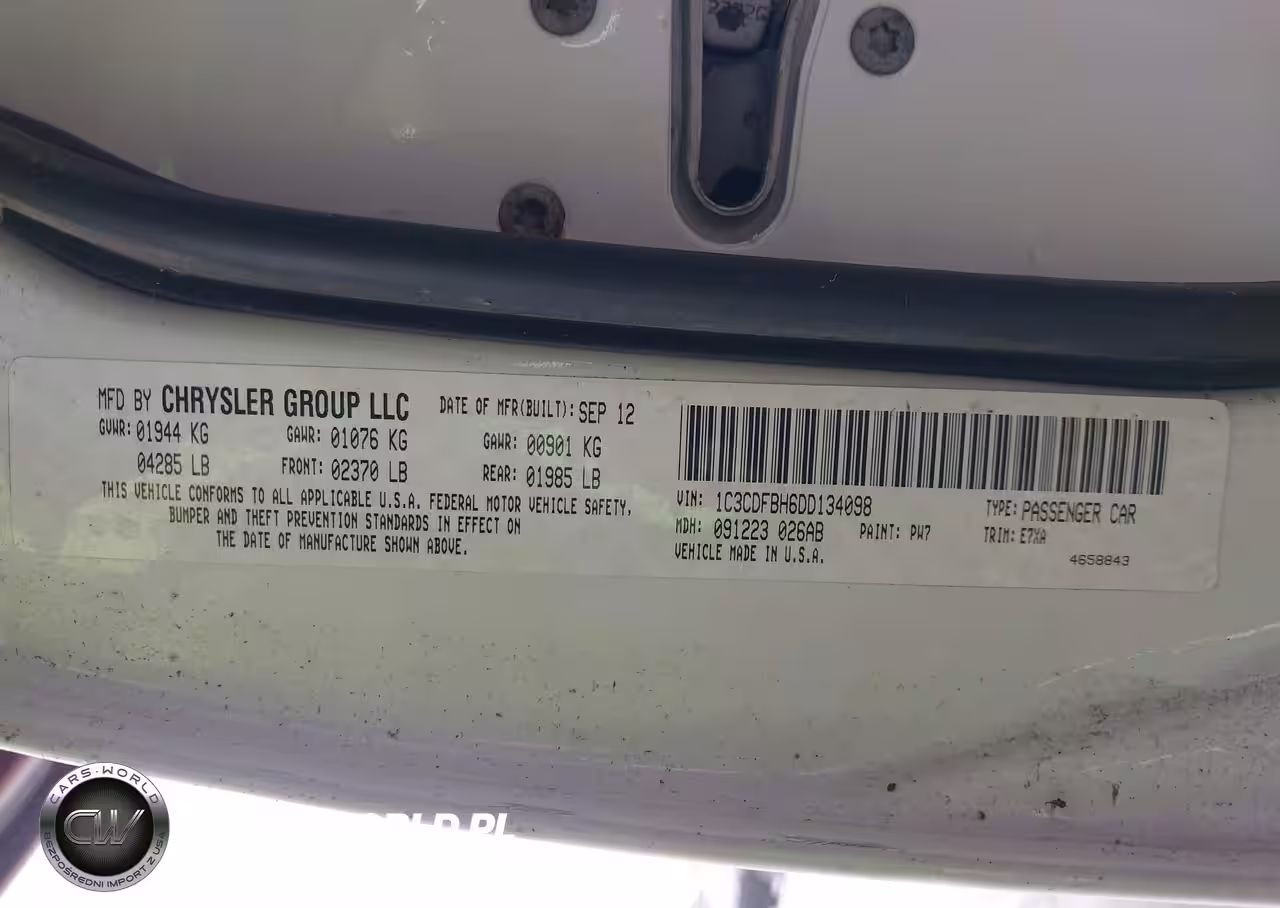 MFD BY CHRYSLER GROUP LLC DATE OF MFR(BUILT): SEP 12
GVWR: 01944 KG GAWR: 01076 KG GAWR: 00901 KG
04285 LB FRONT: 02370 LB REAR: 01985 LB
THIS VEHICLE CONFORMS TO ALL APPLICABLE U.S.A. FEDERAL MOTOR VEHICLE SAFETY,
BUMPER AND THEFT PREVENTION STANDARDS IN EFFECT ON
THE DATE OF MANUFACTURE SHOWN ABOVE.
VIN: 1C3CDFBH6DD134098 TYPE: PASSENGER CAR
MDH: 091223 026AB PAINT: PW7 TRIM: E7XA
VEHICLE MADE IN U.S.A. 4658843
CARS-WORLD
CW
BEZPOŚREDNI IMPORT Z USA